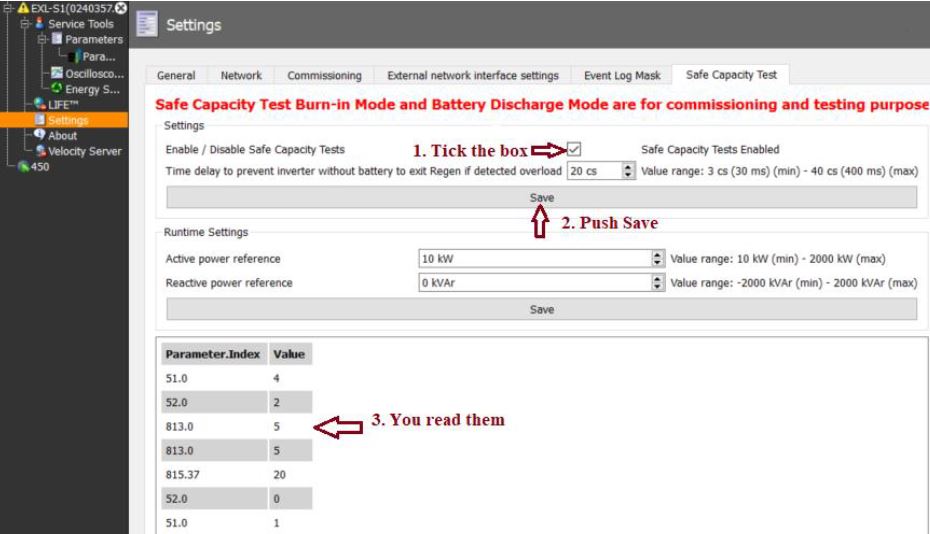 EXL-S1(0240357.
Service Tools
Parameters
Para...
Oscillosco...
Energy S...
LIFE™
Settings
About
Velocity Server
450
Settings
General Network Commissioning External network interface settings Event Log Mask Safe Capacity Test
Safe Capacity Test Burn-in Mode and Battery Discharge Mode are for commissioning and testing purpose
Settings
Enable / Disable Safe Capacity Tests 1. Tick the box Safe Capacity Tests Enabled
Time delay to prevent inverter without battery to exit Regen if detected overload 20 cs Value range: 3 cs (30 ms) (min) - 40 cs (400 ms) (max)
Save
2. Push Save
Runtime Settings
Active power reference 10 kW Value range: 10 kW (min) - 2000 kW (max)
Reactive power reference 0 kVAr Value range: -2000 kVAr (min) - 2000 kVAr (max)
Save
Parameter.Index Value
51.0 4
52.0 2
813.0 5
3. You read them
813.0 5
815.37 20
52.0 0
51.0 1